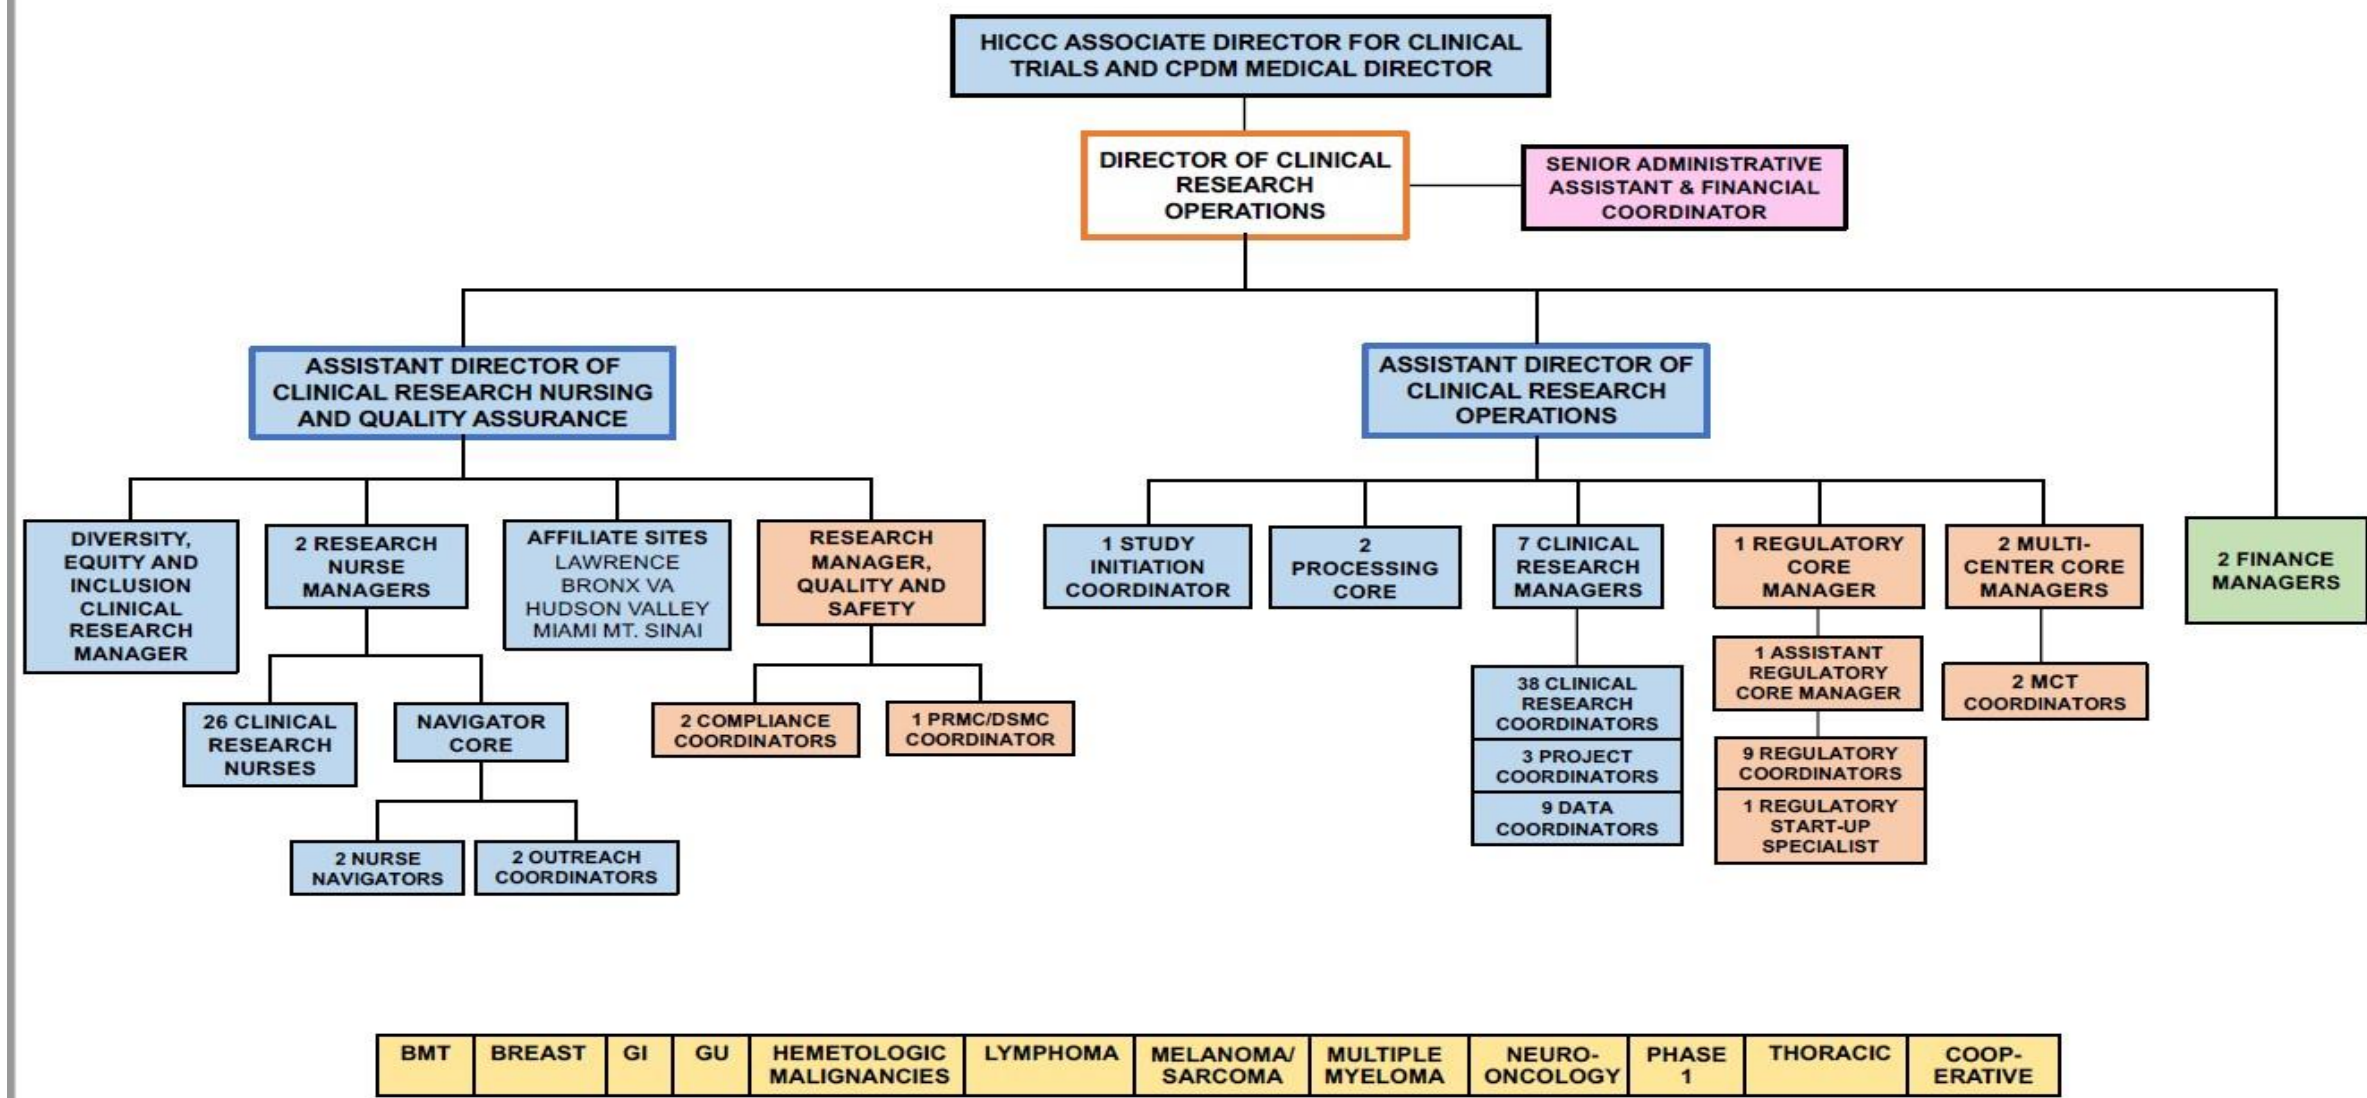 HICCC ASSOCIATE DIRECTOR FOR CLINICAL
TRIALS AND CPDM MEDICAL DIRECTOR
DIRECTOR OF CLINICAL
RESEARCH
OPERATIONS
SENIOR ADMINISTRATIVE
ASSISTANT & FINANCIAL
COORDINATOR
ASSISTANT DIRECTOR OF
CLINICAL RESEARCH NURSING
AND QUALITY ASSURANCE
ASSISTANT DIRECTOR OF
CLINICAL RESEARCH
OPERATIONS
DIVERSITY,
EQUITY AND
INCLUSION
CLINICAL
RESEARCH
MANAGER
2 RESEARCH
NURSE
MANAGERS
AFFILIATE SITES
LAWRENCE
BRONX VA
HUDSON VALLEY
MIAMI MT. SINAI
RESEARCH
MANAGER,
QUALITY AND
SAFETY
1 STUDY
INITIATION
COORDINATOR
2
PROCESSING
CORE
7 CLINICAL
RESEARCH
MANAGERS
1 REGULATORY
CORE
MANAGER
2 MULTI-
CENTER CORE
MANAGERS
2 FINANCE
MANAGERS
26 CLINICAL
RESEARCH
NURSES
NAVIGATOR
CORE
2 COMPLIANCE
COORDINATORS
1 PRMC/DSMC
COORDINATOR
38 CLINICAL
RESEARCH
COORDINATORS
3 PROJECT
COORDINATORS
9 DATA
COORDINATORS
1 ASSISTANT
REGULATORY
CORE MANAGER
9 REGULATORY
COORDINATORS
1 REGULATORY
START-UP
SPECIALIST
2 MCT
COORDINATORS
2 NURSE
NAVIGATORS
2 OUTREACH
COORDINATORS
BMT
BREAST
GI
GU
HEMETOLOGIC
MALIGNANCIES
LYMPHOMA
MELANOMA/
SARCOMA
MULTIPLE
MYELOMA
NEURO-
ONCOLOGY
PHASE
1
THORACIC
COOP-
ERATIVE